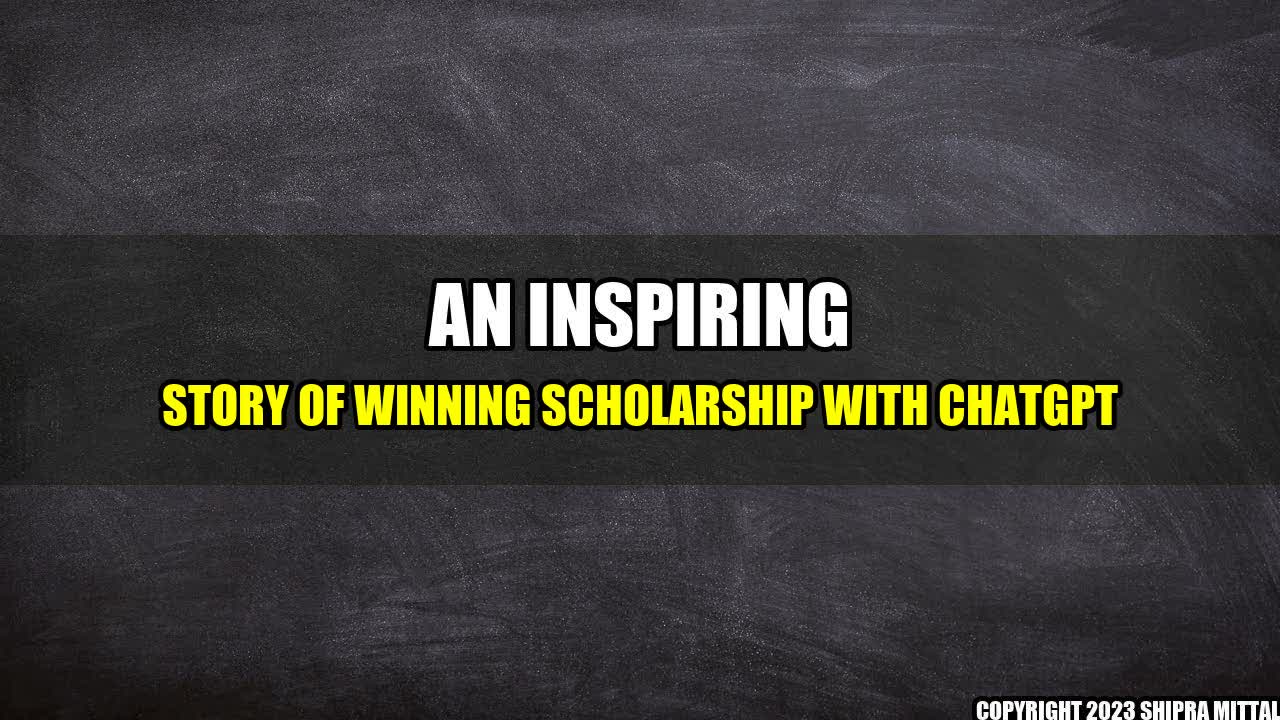 AN INSPIRING
STORY OF WINNING SCHOLARSHIP WITH CHATGPT
COPYRIGHT 2023 SHIPRA MITTAL